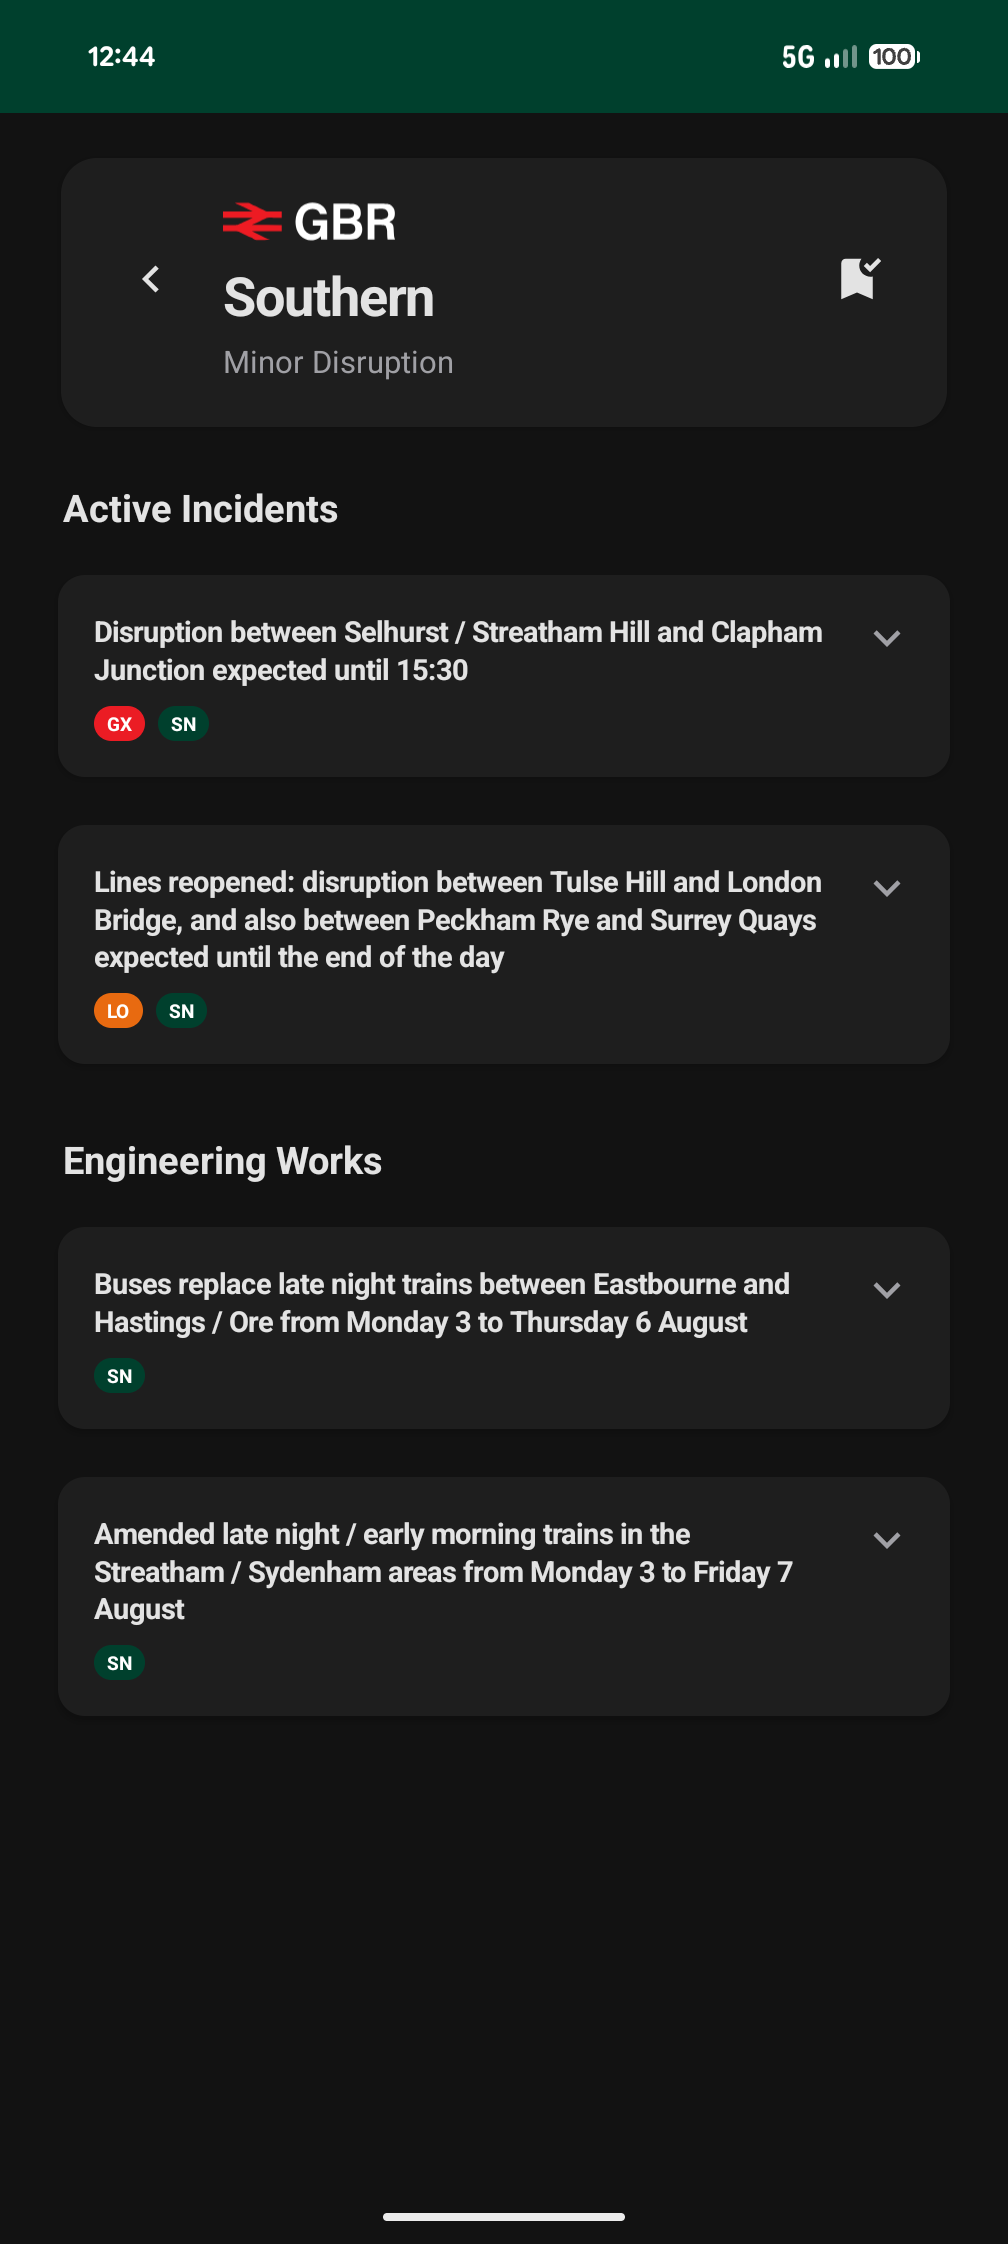 12:44
5G 100
GBR
Southern
Minor Disruption
Active Incidents
Disruption between Selhurst / Streatham Hill and Clapham
Junction expected until 15:30
GX SN
Lines reopened: disruption between Tulse Hill and London
Bridge, and also between Peckham Rye and Surrey Quays
expected until the end of the day
LO SN
Engineering Works
Buses replace late night trains between Eastbourne and
Hastings / Ore from Monday 3 to Thursday 6 August
SN
Amended late night / early morning trains in the
Streatham / Sydenham areas from Monday 3 to Friday 7
August
SN